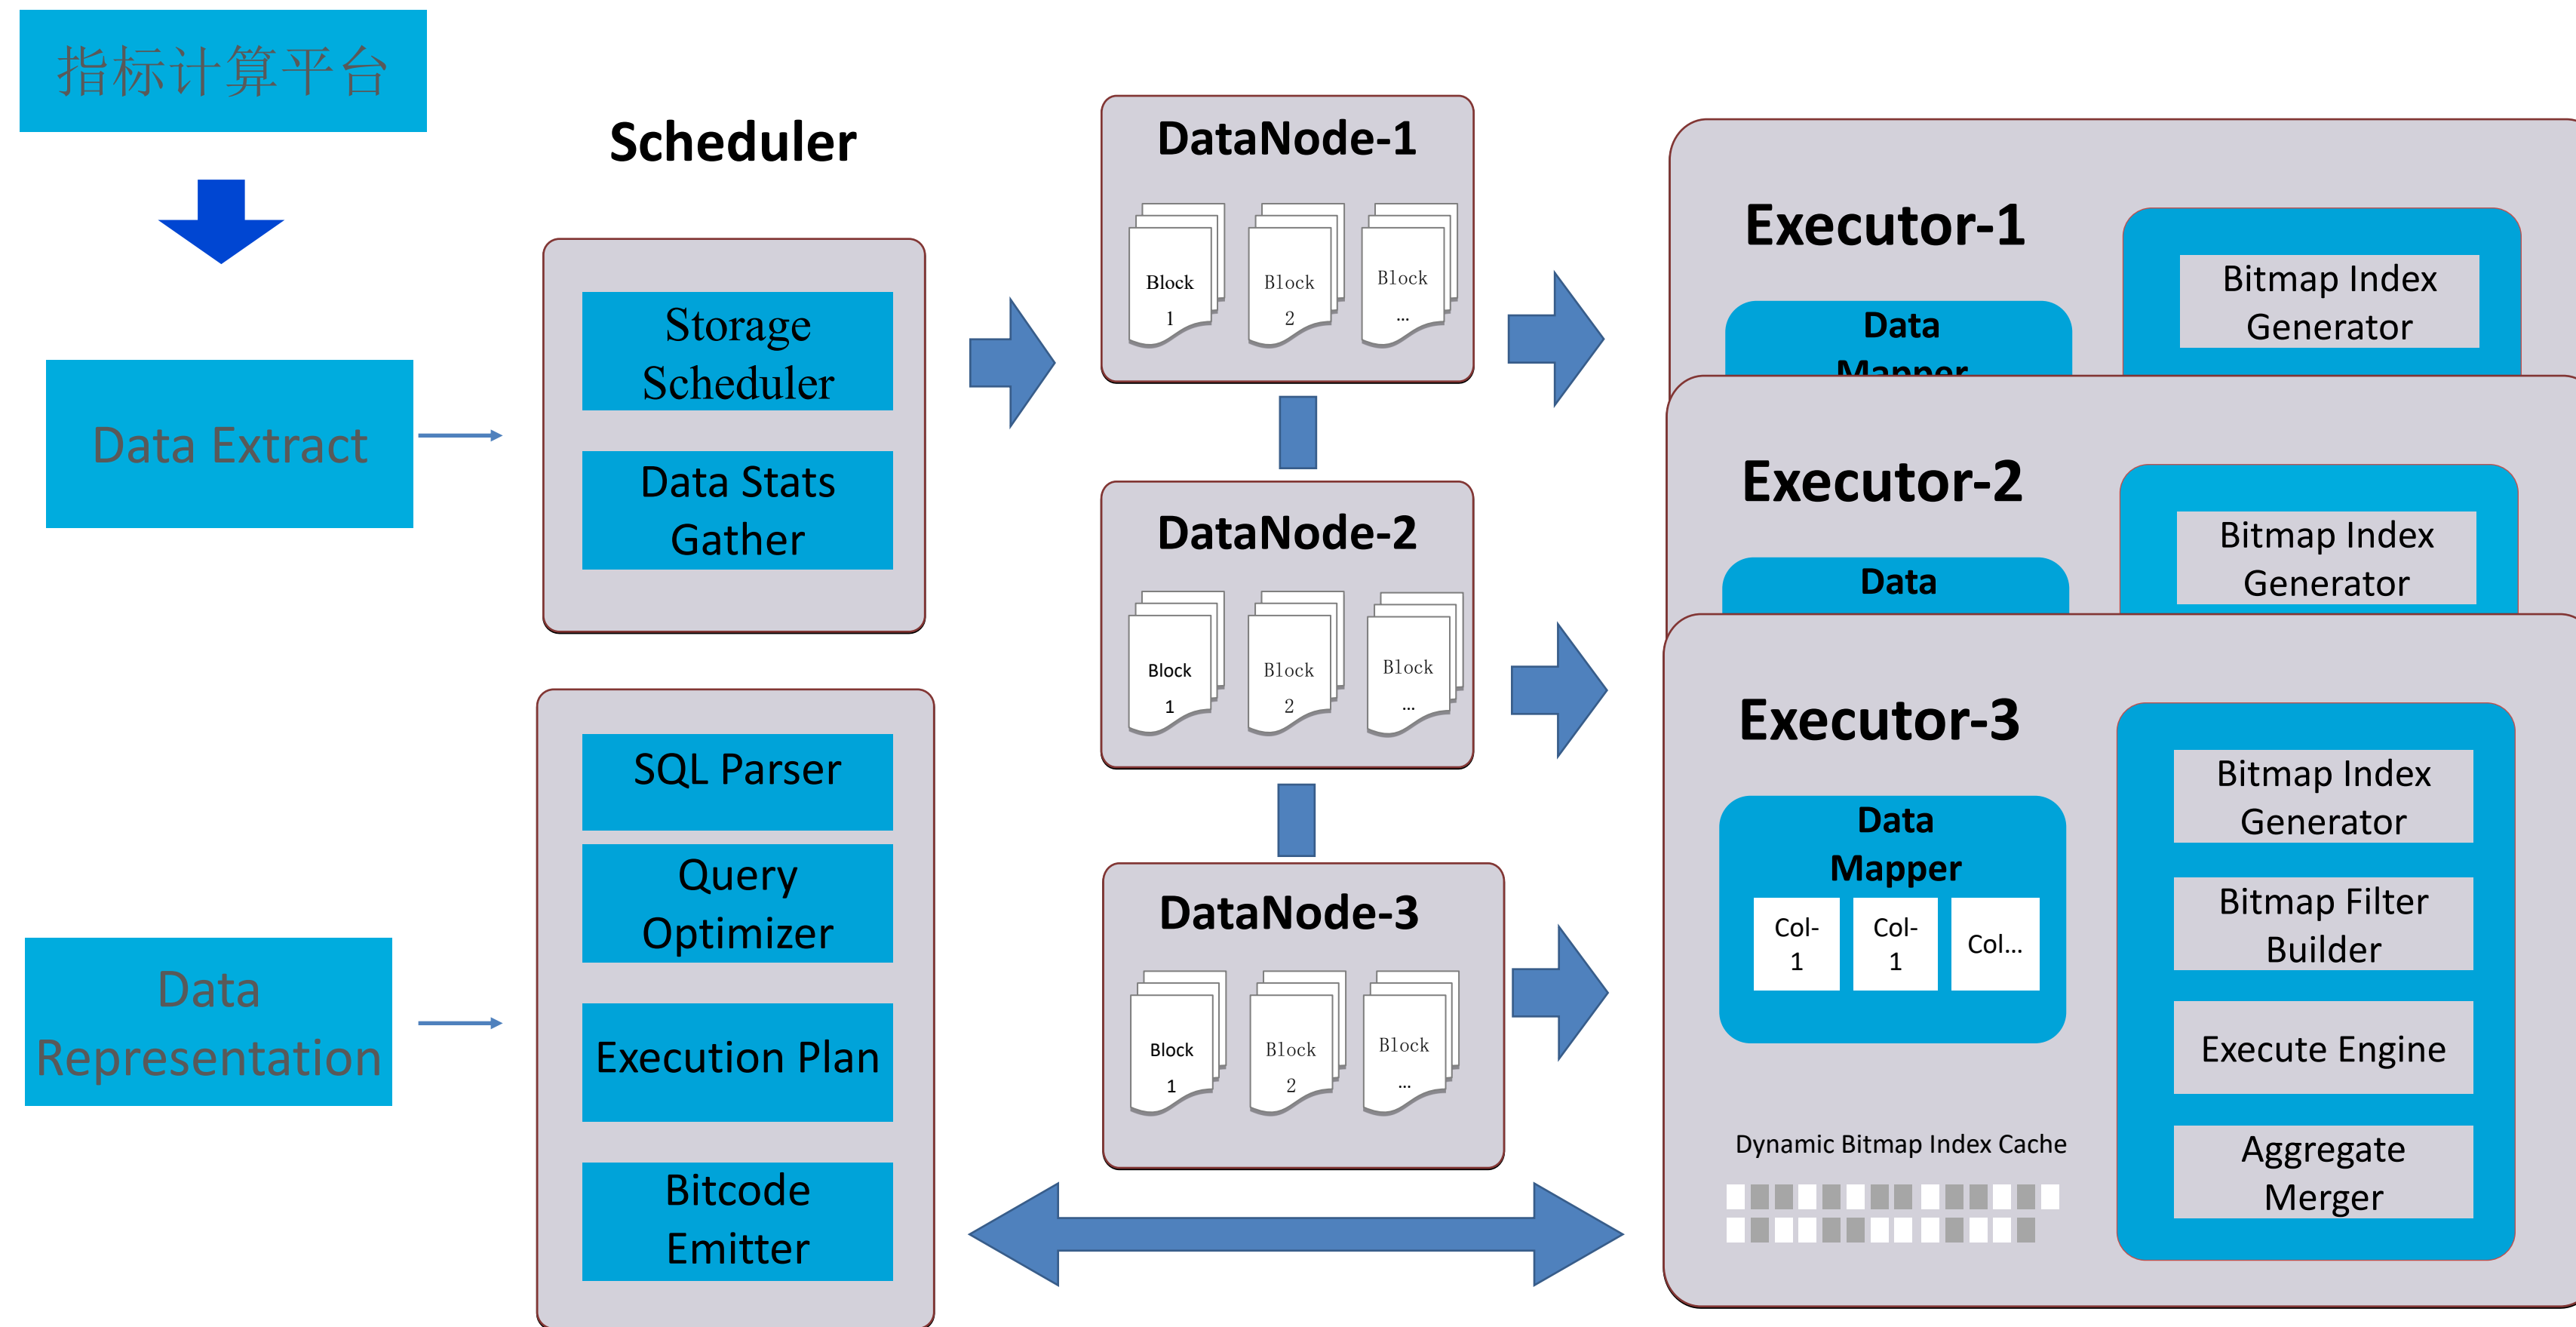 指标计算平台
Data Extract
Data
Representation
Scheduler
Storage
Scheduler
Data Stats
Gather
SQL Parser
Query
Optimizer
Execution Plan
Bitcode
Emitter
DataNode-1
Block
1
Block
2
Block
...
DataNode-2
Block
1
Block
2
Block
...
DataNode-3
Block
1
Block
2
Block
...
Executor-1
Data
Mapper
Bitmap Index
Generator
Executor-2
Data
Bitmap Index
Generator
Executor-3
Data
Mapper
Col-
1
Col-
1
Col...
Dynamic Bitmap Index Cache
Bitmap Index
Generator
Bitmap Filter
Builder
Execute Engine
Aggregate
Merger